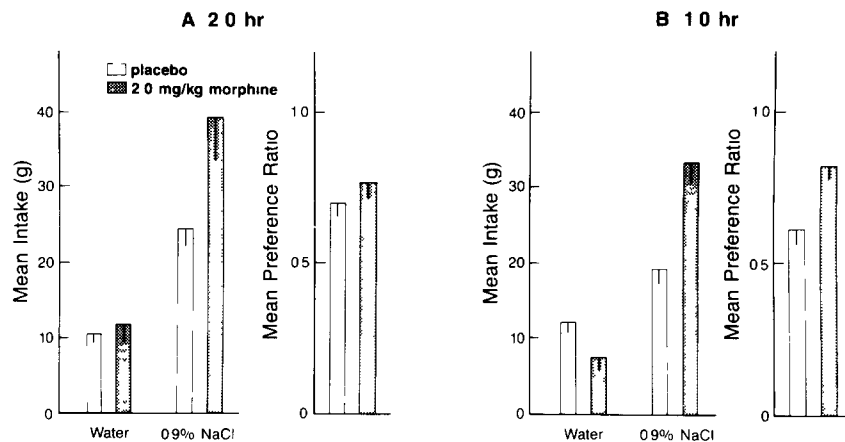 A 2 0 hr
B 1 0 hr
placebo
2 0 mg/kg morphine
Mean Intake (g)
40
30
20
10
0
Water
0 9% NaCl
Mean Preference Ratio
1 0
0 5
0
Mean Intake (g)
40
30
20
10
0
Water
0 9% NaCl
Mean Preference Ratio
1 0
0 5
0